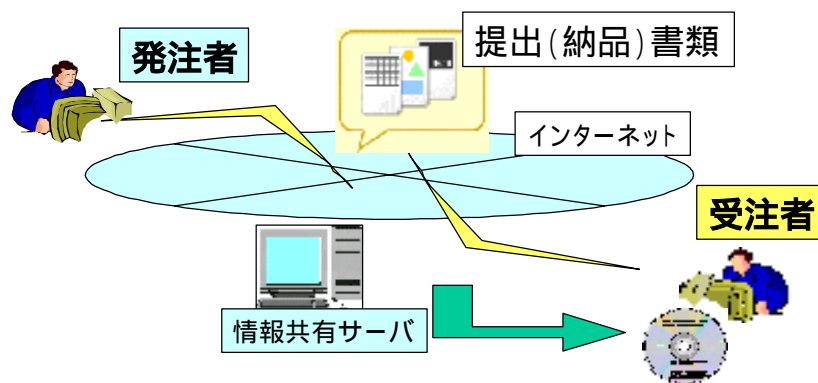 発注者
提出(納品)書類
インターネット
受注者
情報共有サーバ